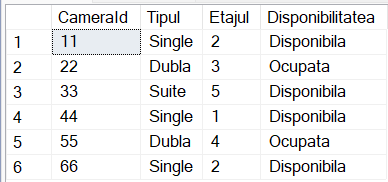 CameraId Tipul Etajul Disponibilitatea
1 11 Single 2 Disponibila
2 22 Dubla 3 Ocupata
3 33 Suite 5 Disponibila
4 44 Single 1 Disponibila
5 55 Dubla 4 Ocupata
6 66 Single 2 Disponibila